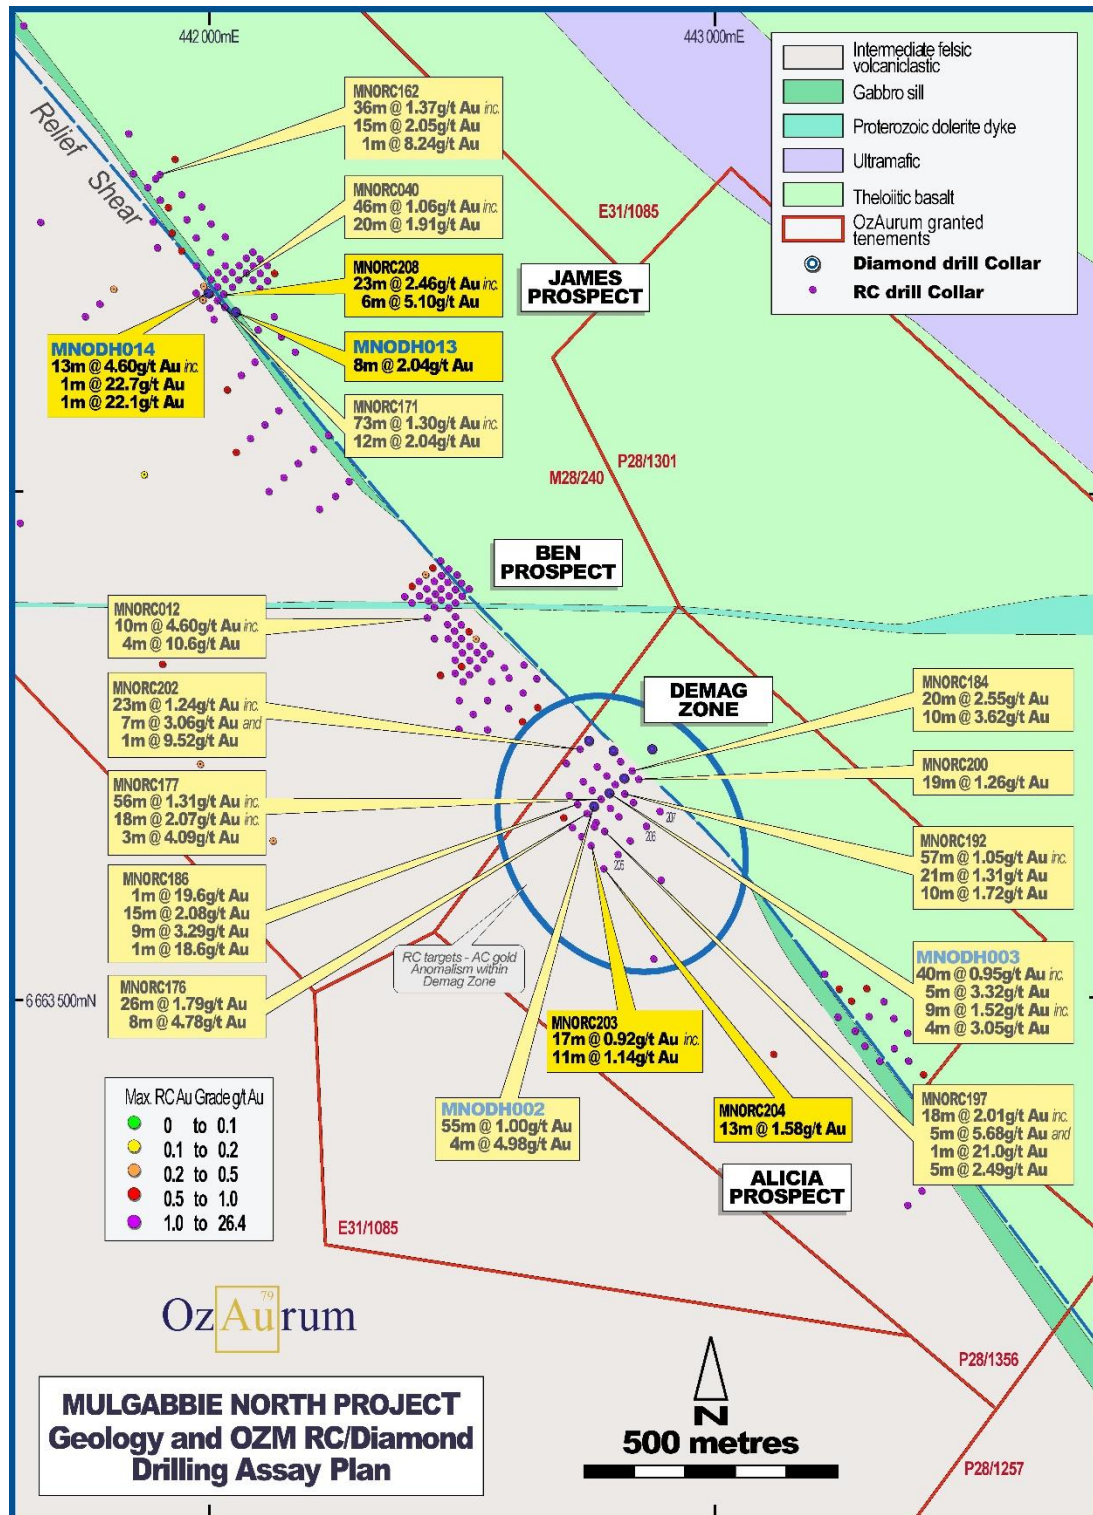 442 000mE
443 000mE
Intermediate felsic
volcaniclastic
Gabbro sill
Proterozoic dolerite dyke
Ultramafic
Theloiitic basalt
OzAurum granted
tenements
Diamond drill Collar
RC drill Collar
Relief Shear
MNORC162
36m @ 1.37g/t Au inc.
15m @ 2.05g/t Au
1m @ 8.24g/t Au
MNORC040
46m @ 1.06g/t Au inc.
20m @ 1.91g/t Au
E31/1085
JAMES
PROSPECT
MNORC208
23m @ 2.46g/t Au inc.
6m @ 5.10g/t Au
MNODH014
13m @ 4.60g/t Au inc.
1m @ 22.7g/t Au
1m @ 22.1g/t Au
MNODH013
8m @ 2.04g/t Au
MNORC171
73m @ 1.30g/t Au inc.
12m @ 2.04g/t Au
P28/1301
M28/240
BEN
PROSPECT
MNORC012
10m @ 4.60g/t Au inc.
4m @ 10.6g/t Au
MNORC202
23m @ 1.24g/t Au inc.
7m @ 3.06g/t Au and
1m @ 9.52g/t Au
DEMAG
ZONE
MNORC184
20m @ 2.55g/t Au
10m @ 3.62g/t Au
MNORC200
19m @ 1.26g/t Au
MNORC177
56m @ 1.31g/t Au inc.
18m @ 2.07g/t Au inc.
3m @ 4.09g/t Au
207
206
205
MNORC192
57m @ 1.05g/t Au inc.
21m @ 1.31g/t Au
10m @ 1.72g/t Au
MNORC186
1m @ 19.6g/t Au
15m @ 2.08g/t Au
9m @ 3.29g/t Au
1m @ 18.6g/t Au
RC targets - AC gold
Anomalism within
Demag Zone
MNODH003
40m @ 0.95g/t Au inc.
5m @ 3.32g/t Au
9m @ 1.52g/t Au inc.
4m @ 3.05g/t Au
MNORC176
26m @ 1.79g/t Au
8m @ 4.78g/t Au
6 663 500mN
MNORC203
17m @ 0.92g/t Au inc.
11m @ 1.14g/t Au
MNODH002
55m @ 1.00g/t Au
4m @ 4.98g/t Au
MNORC204
13m @ 1.58g/t Au
MNORC197
18m @ 2.01g/t Au inc.
5m @ 5.68g/t Au and
1m @ 21.0g/t Au
5m @ 2.49g/t Au
Max. RC Au Grade g/t Au
0 to 0.1
0.1 to 0.2
0.2 to 0.5
0.5 to 1.0
1.0 to 26.4
ALICIA
PROSPECT
E31/1085
79
OzAurum
P28/1356
P28/1257
N
500 metres
MULGABBIE NORTH PROJECT
Geology and OZM RC/Diamond
Drilling Assay Plan